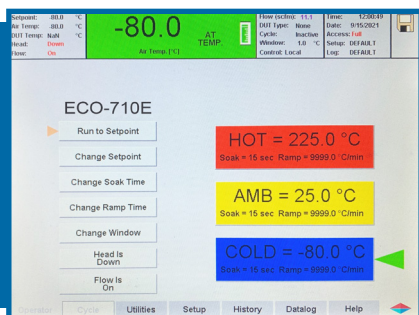 Setpoint: -80.0 °C
Air Temp: -80.0 °C
DUT Temp: NaN °C
Head: Down
Flow: On
-80.0
AT TEMP.
Air Temp. [°C]
Flow (scfm): 11.1
DUT Type: None
Cycle: Inactive
Window: 1.0 °C
Control: Local
Time: 12:00:49
Date: 9/15/2021
Access: Full
Setup: DEFAULT
Log: DEFAULT
ECO-710E
Run to Setpoint
Change Setpoint
Change Soak Time
Change Ramp Time
Change Window
Head Is
Down
Flow Is
On
HOT = 225.0 °C
Soak = 15 sec Ramp = 9999.0 °C/min
AMB = 25.0 °C
Soak = 15 sec Ramp = 9999.0 °C/min
COLD = -80.0 °C
Soak = 15 sec Ramp = 9999.0 °C/min
Operator Cycle Utilities Setup History Datalog Help